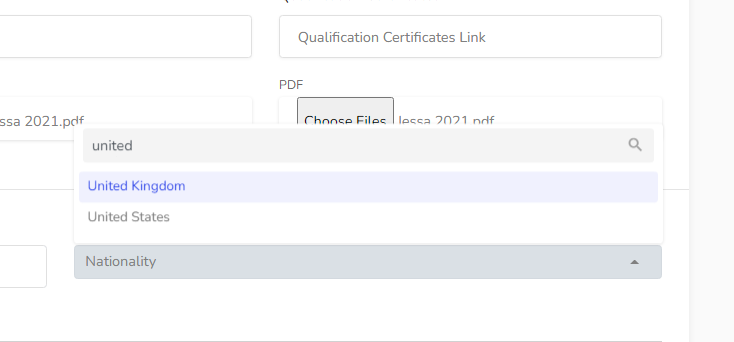 Qualification Certificates Link
PDF
ssa 2021.pdf
Choose Files lessa 2021.pdf
united
United Kingdom
United States
Nationality